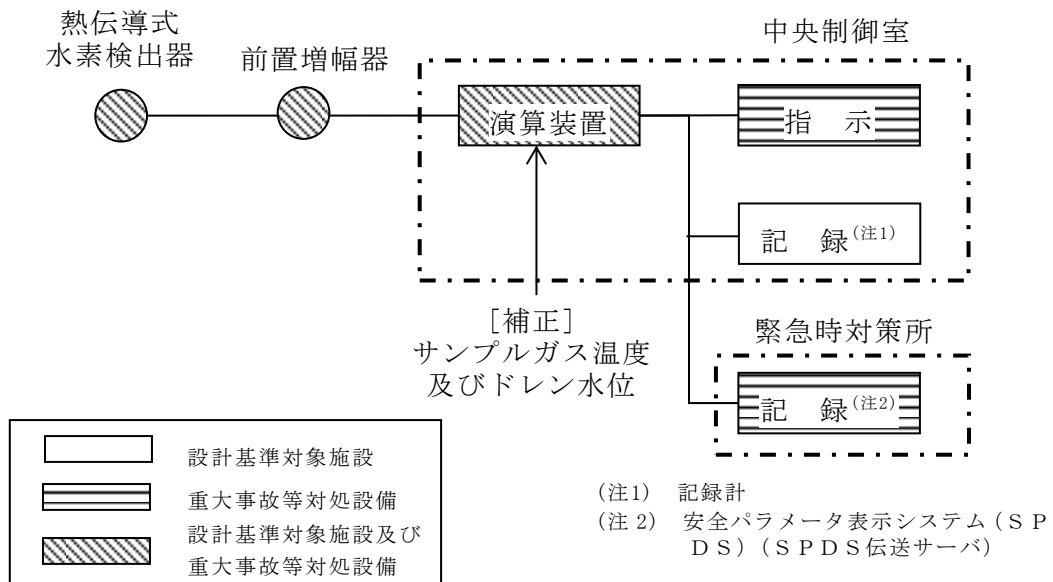 熱伝導式
水素検出器
前置増幅器
中央制御室
演算装置
指　示
記　録(注1)
[補正]
サンプルガス温度
及びドレン水位
緊急時対策所
記　録(注2)
設計基準対象施設
重大事故等対処設備
設計基準対象施設及び
重大事故等対処設備
(注1)　記録計
(注 2)　安全パラメータ表示システム(ＳＰ
ＤＳ)(ＳＰＤＳ伝送サーバ)